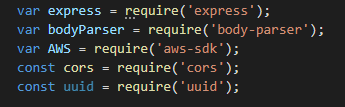 var express = require('express');
var bodyParser = require('body-parser');
var AWS = require('aws-sdk');
const cors = require('cors');
const uuid = require('uuid');